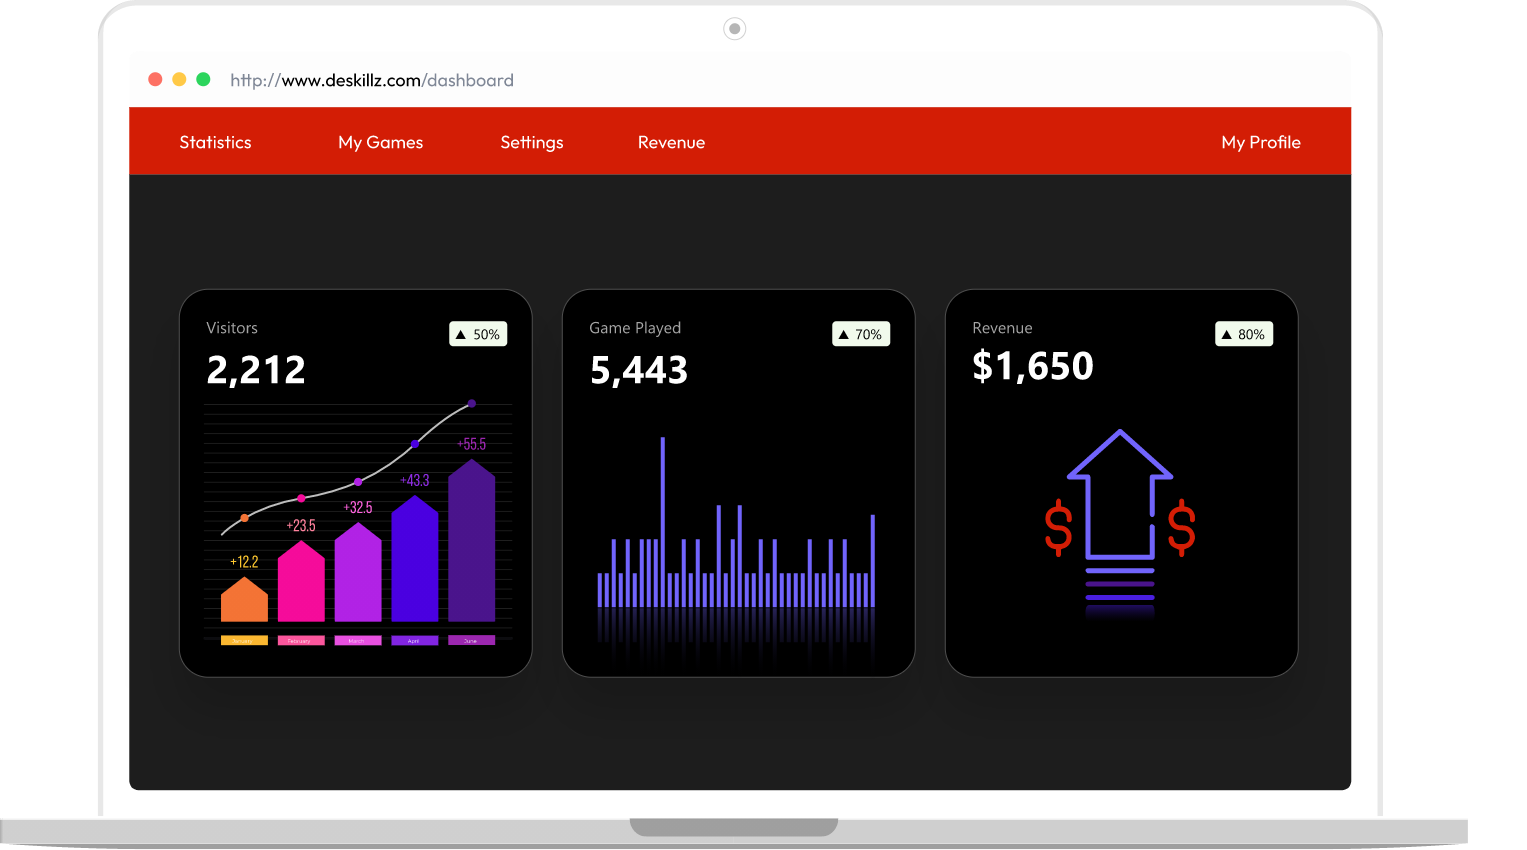 http://www.deskillz.com/dashboard
Statistics My Games Settings Revenue My Profile
Visitors
▲ 50%
2,212
+55.5
+43.3
+32.5
+23.5
+12.2
January February March April June
Game Played
▲ 70%
5,443
Revenue
▲ 80%
$1,650
$ $